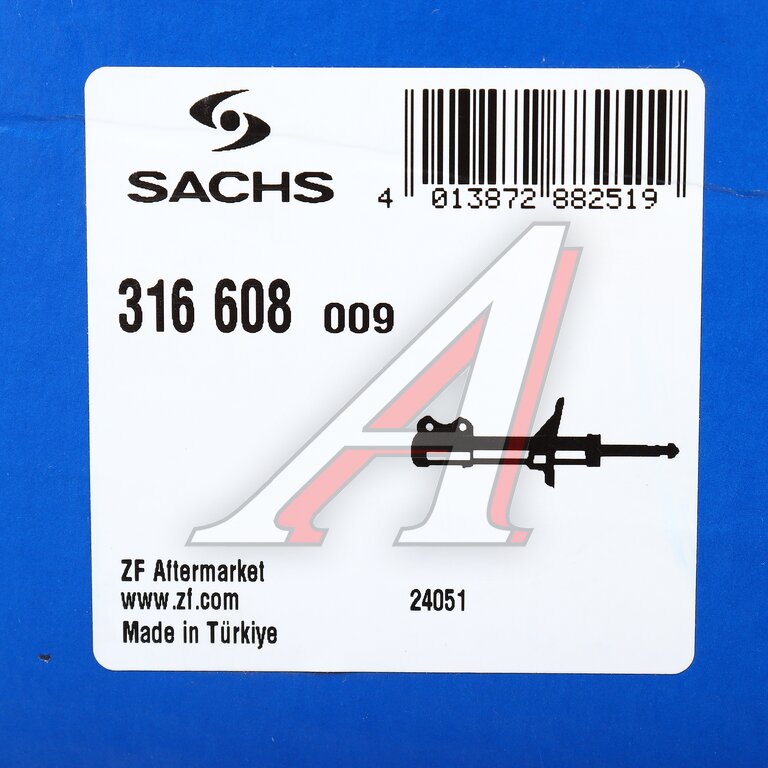 SACHS
4 013872 882519
316 608 009
A
ZF Aftermarket
www.zf.com
24051
Made in Türkiye